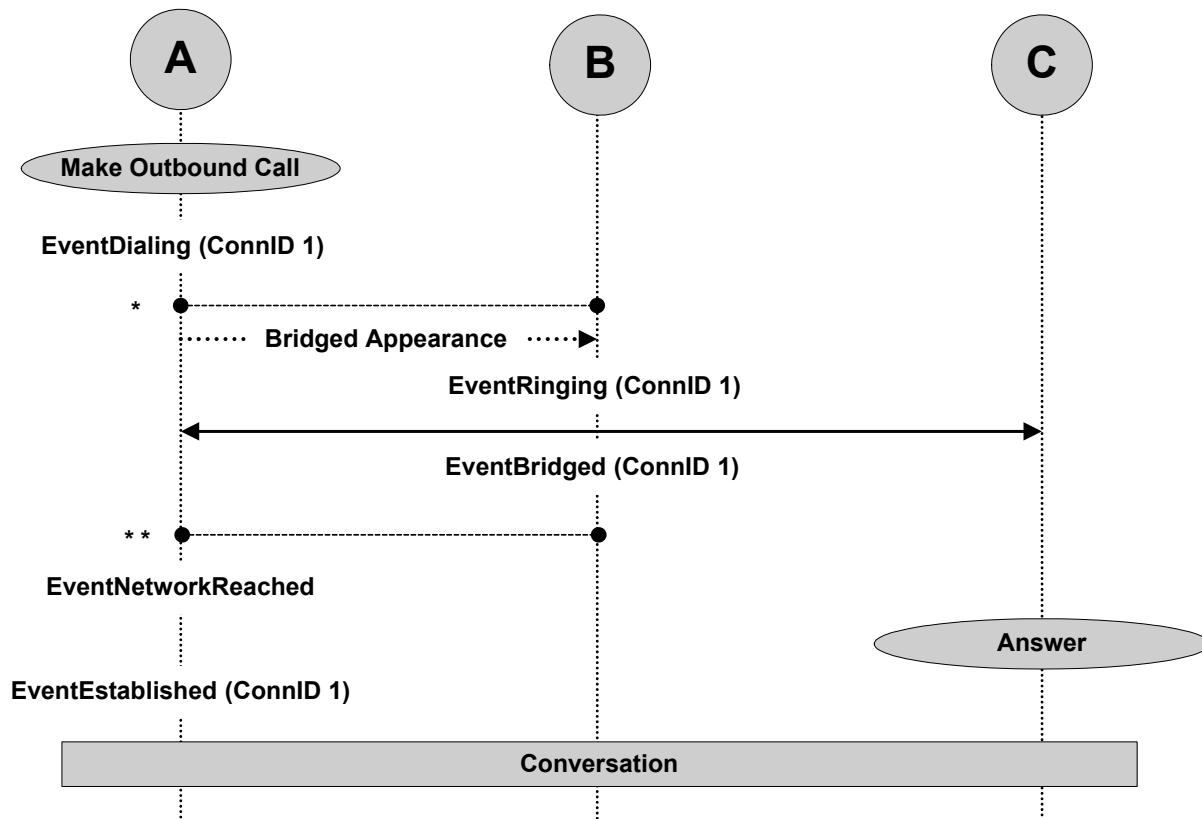 A
B
C
Make Outbound Call
EventDialing (ConnID 1)
*
Bridged Appearance
EventRinging (ConnID 1)
EventBridged (ConnID 1)
* *
EventNetworkReached
Answer
EventEstablished (ConnID 1)
Conversation